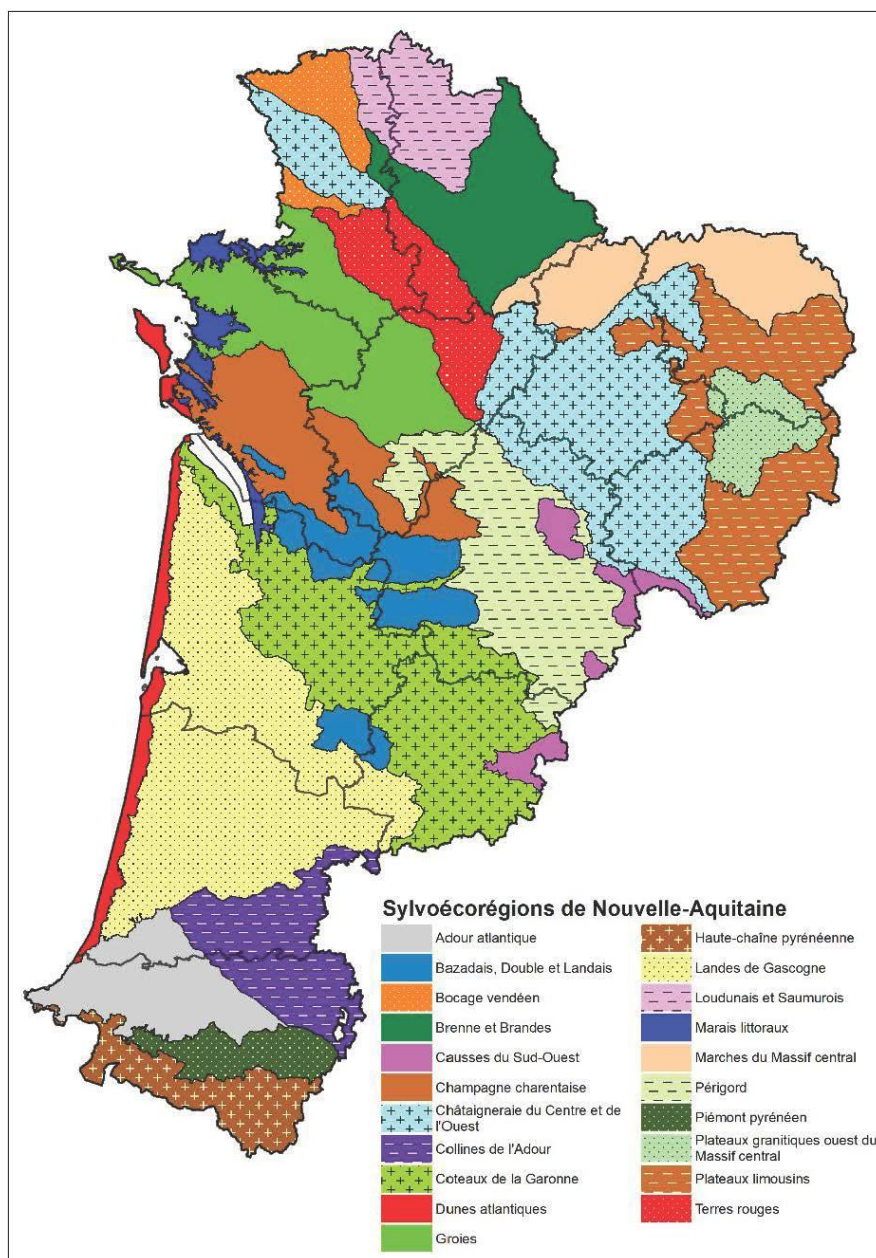 Sylvoécorégions de Nouvelle-Aquitaine
Adour atlantique
Bazadais, Double et Landais
Bocage vendéen
Brenne et Brandes
Causses du Sud-Ouest
Champagne charentaise
Châtaigneraie du Centre et de
l'Ouest
Collines de l'Adour
Coteaux de la Garonne
Dunes atlantiques
Groies
Haute-chaîne pyrénéenne
Landes de Gascogne
Loudunais et Saumurois
Marais littoraux
Marches du Massif central
Périgord
Piémont pyrénéen
Plateaux granitiques ouest du
Massif central
Plateaux limousins
Terres rouges